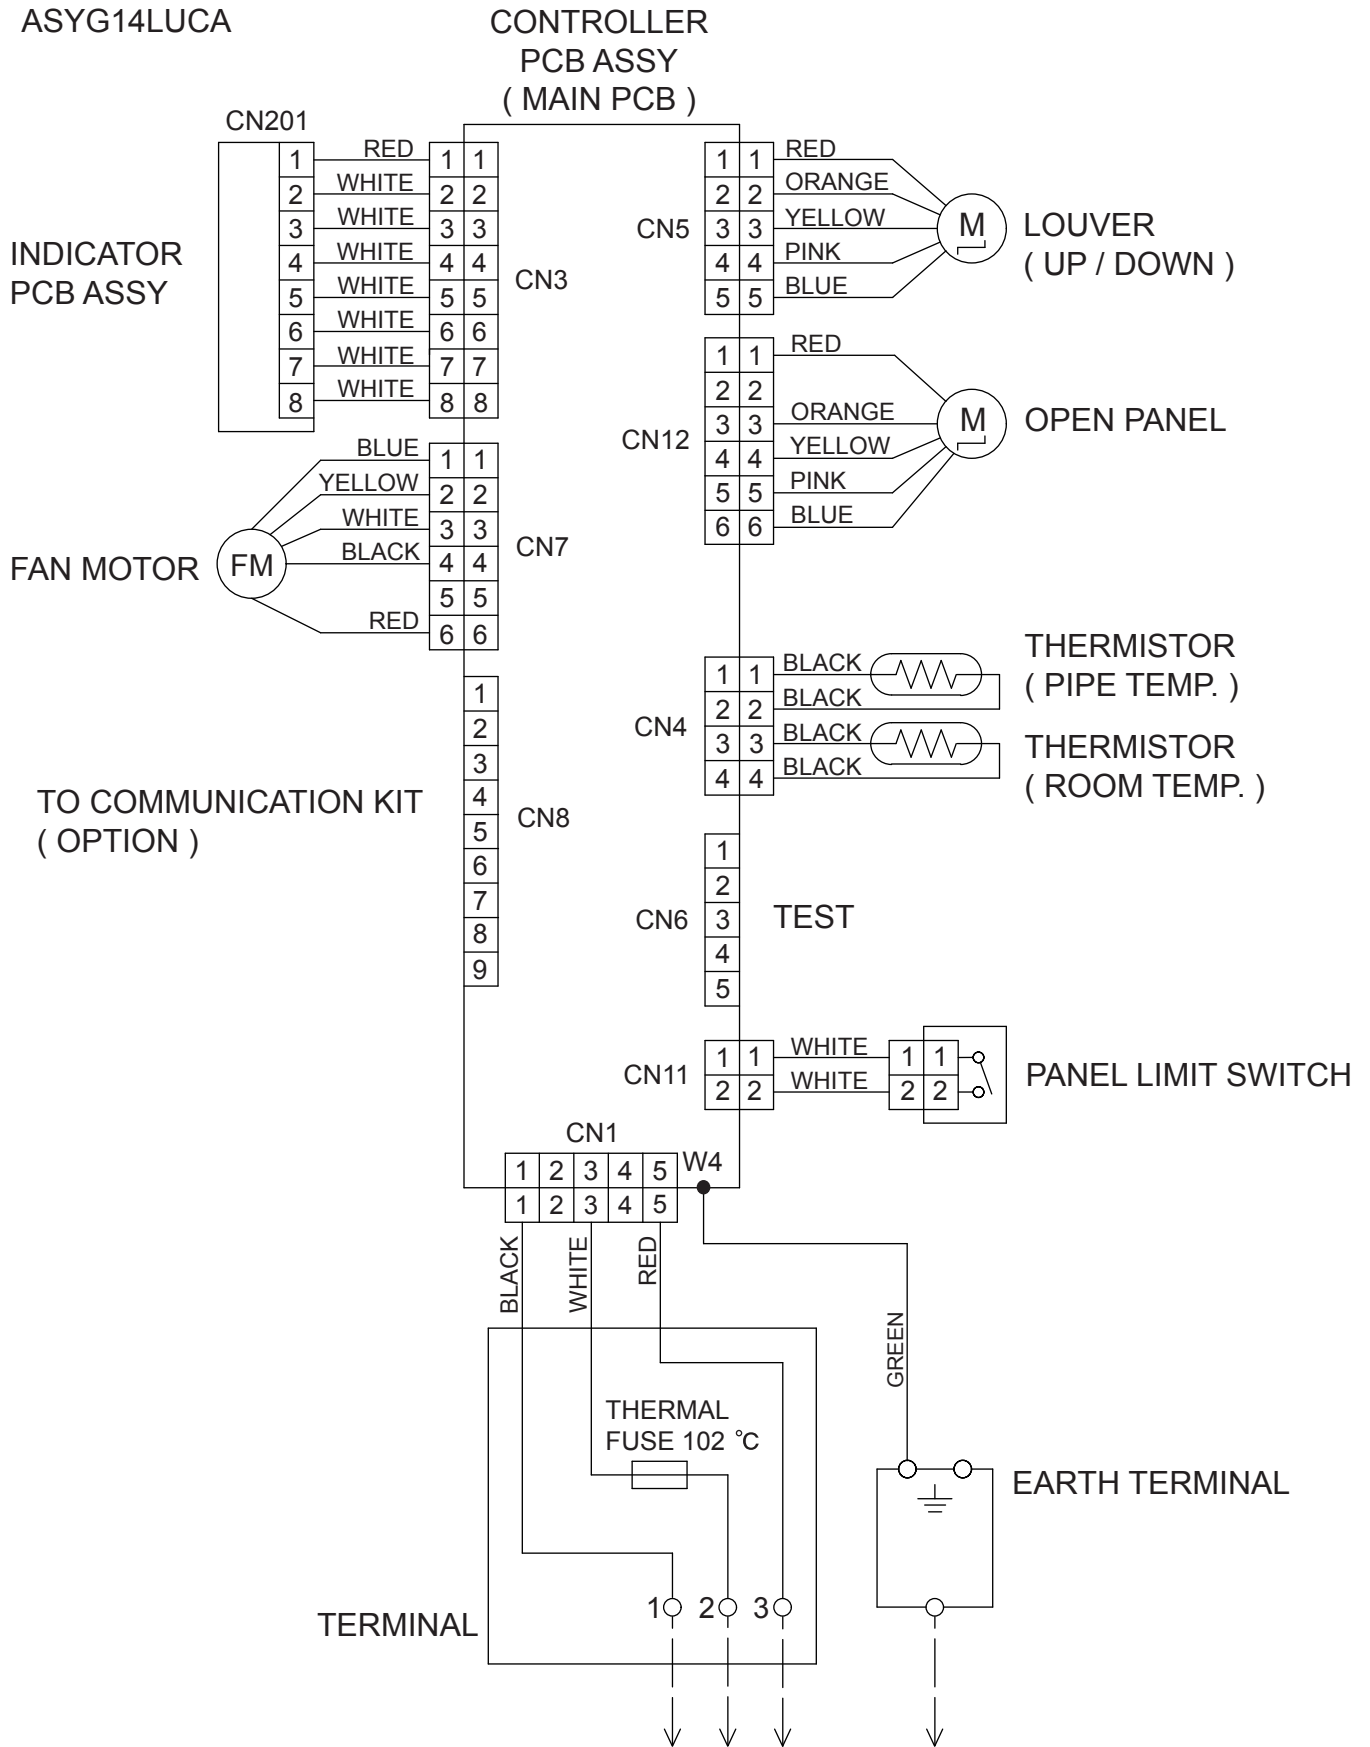 ASYG14LUCA
CONTROLLER
PCB ASSY
( MAIN PCB )
CN201
INDICATOR
PCB ASSY
1 RED 1 1
2 WHITE 2 2
3 WHITE 3 3
4 WHITE 4 4
5 WHITE 5 5
6 WHITE 6 6
7 WHITE 7 7
8 WHITE 8 8
CN3
FAN MOTOR
FM
BLUE 1 1
YELLOW 2 2
WHITE 3 3
BLACK 4 4
5 5
RED 6 6
CN7
TO COMMUNICATION KIT
( OPTION )
1
2
3
4
5
6
7
8
9
CN8
CN5
1 1 RED
2 2 ORANGE
3 3 YELLOW
4 4 PINK
5 5 BLUE
M
LOUVER
( UP / DOWN )
CN12
1 1 RED
2 2
3 3 ORANGE
4 4 YELLOW
5 5 PINK
6 6 BLUE
M
OPEN PANEL
CN4
1 1 BLACK
2 2 BLACK
3 3 BLACK
4 4 BLACK
THERMISTOR
( PIPE TEMP. )
THERMISTOR
( ROOM TEMP. )
CN6
1
2
3
4
5
TEST
CN11
1 1 WHITE 1 1
2 2 WHITE 2 2
PANEL LIMIT SWITCH
CN1
1 2 3 4 5
1 2 3 4 5
W4
BLACK
WHITE
RED
GREEN
THERMAL
FUSE 102 °C
EARTH TERMINAL
1 2 3
TERMINAL